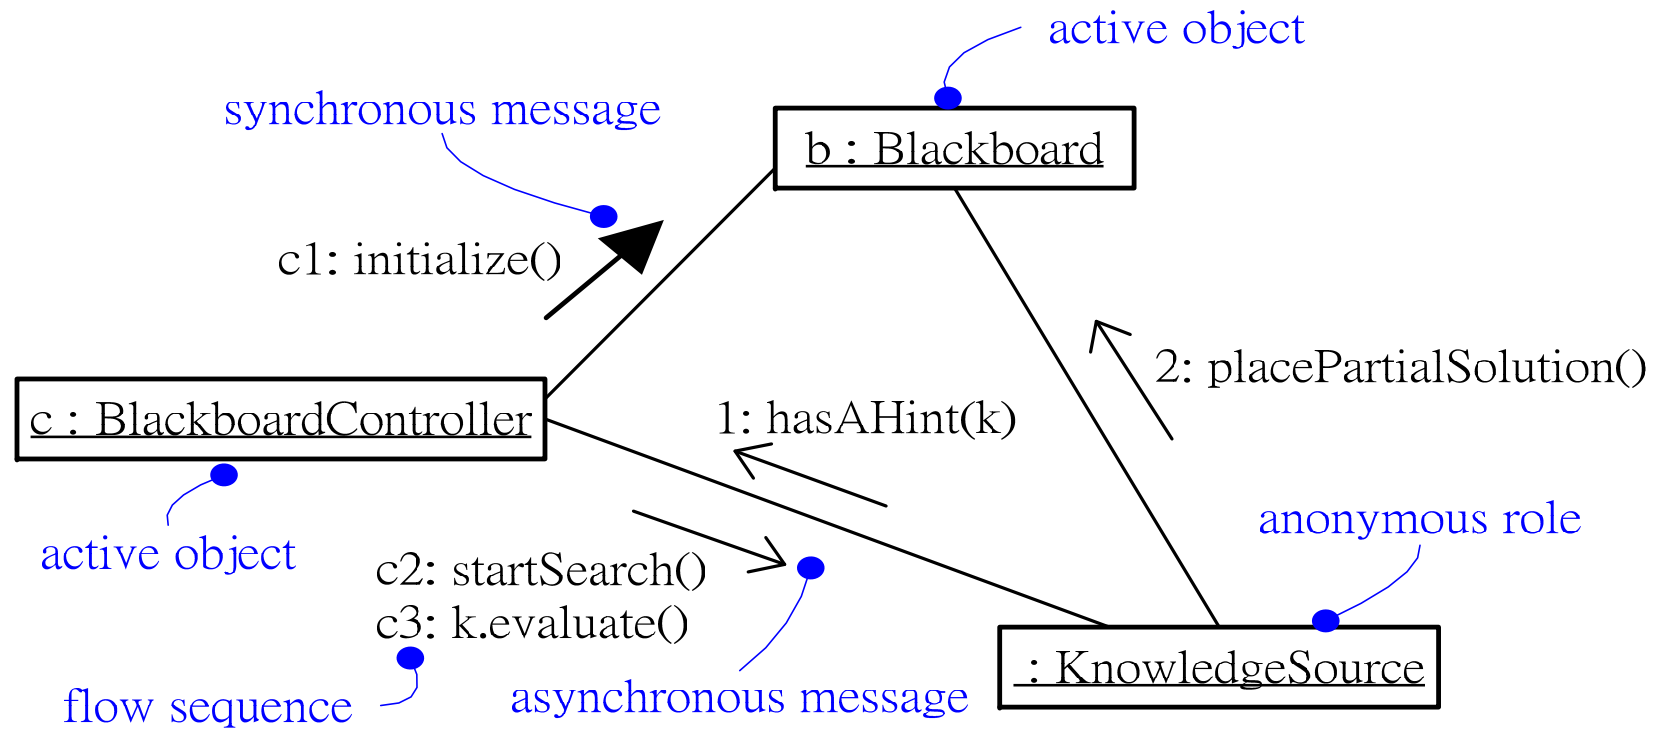 active object
synchronous message
b : Blackboard
c1: initialize()
2: placePartialSolution()
c : BlackboardController
1: hasAHint(k)
anonymous role
active object
c2: startSearch()
c3: k.evaluate()
: KnowledgeSource
asynchronous message
flow sequence